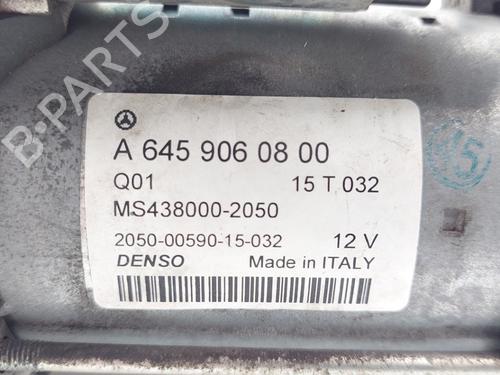 A 645 906 08 00
Q01 15 T 032
MS438000-2050
2050-00590-15-032 12 V
DENSO Made in ITALY
B-PARTS